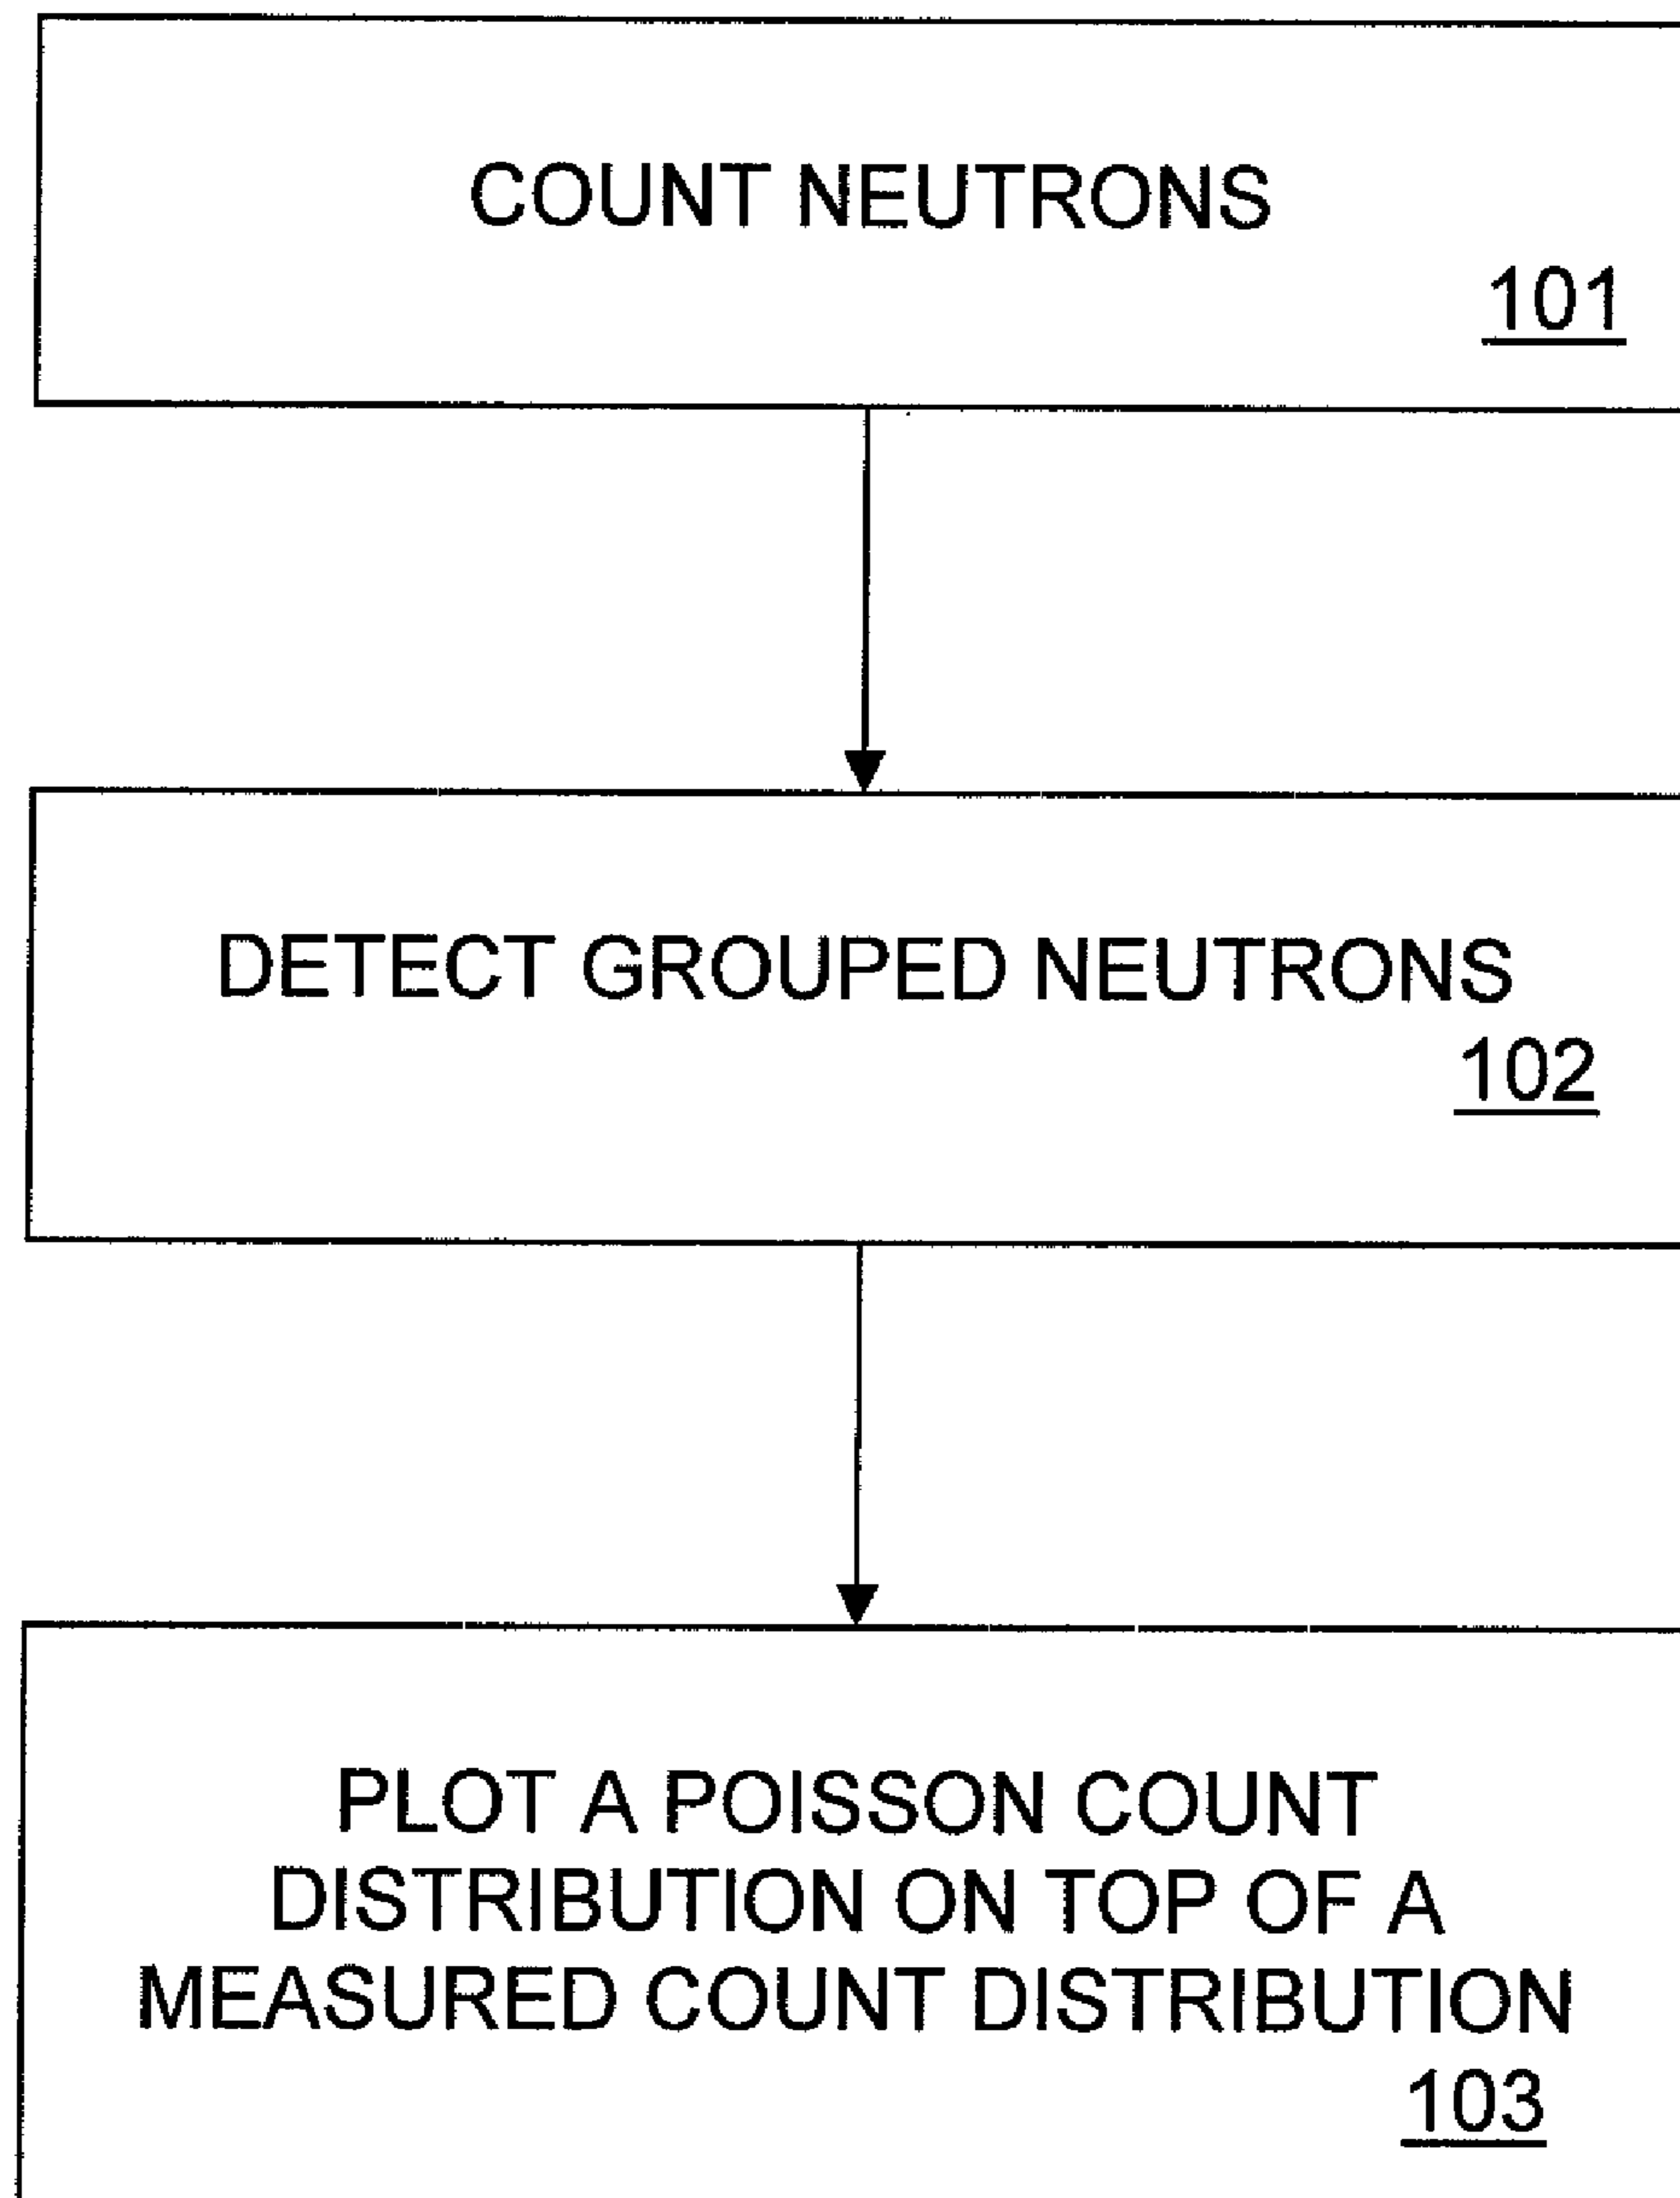 COUNT NEUTRONS
101
DETECT GROUPED NEUTRONS
102
PLOT A POISSON COUNT
DISTRIBUTION ON TOP OF A
MEASURED COUNT DISTRIBUTION
103